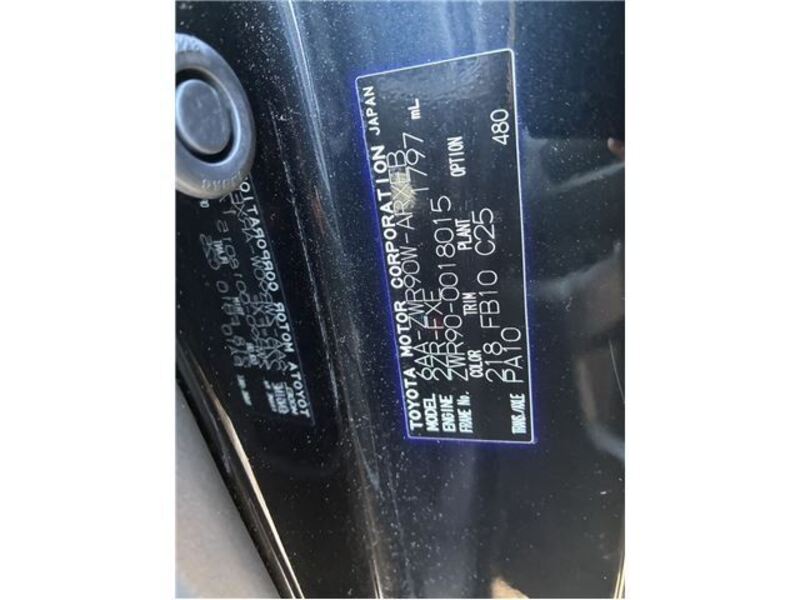 TOYOTA MOTOR CORPORATION JAPAN
MODEL 6AA-ZWR90W-ARXEB
ENGINE 2ZR-FXE 1797 mL
FRAME No. ZWR90-0018015
COLOR TRIM PLANT OPTION
218 FB10 C25 480
TRANS/AXLE PA10